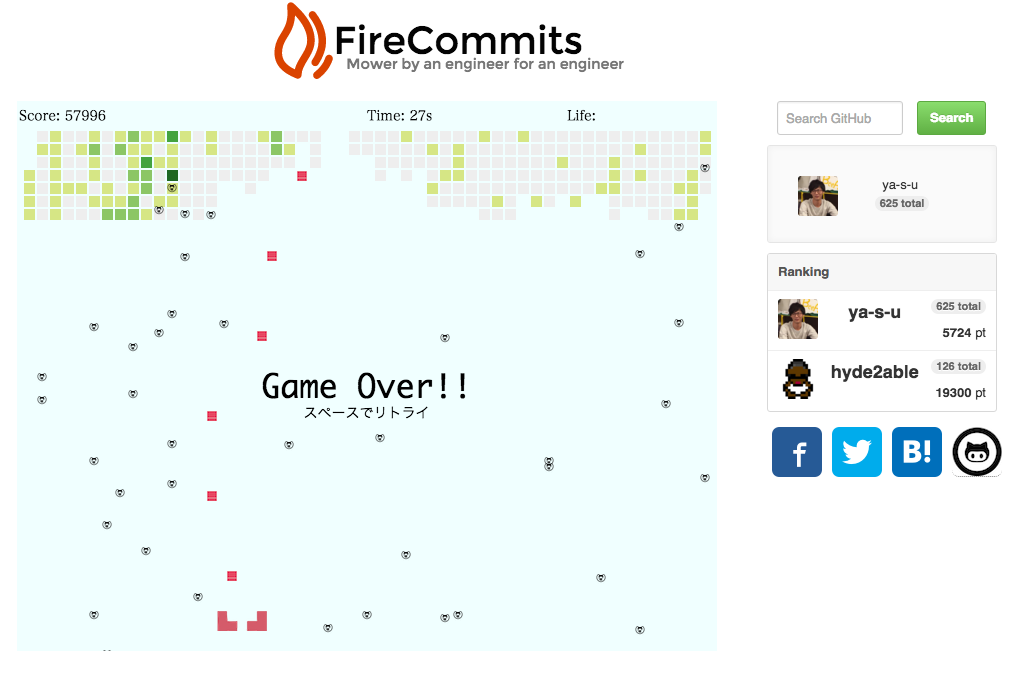 FireCommits
Mower by an engineer for an engineer
Score: 57996 Time: 27s Life:
Search GitHub Search
ya-s-u
625 total
Ranking
ya-s-u 625 total
5724 pt
hyde2able 126 total
19300 pt
Game Over!!
スペースでリトライ
f B!